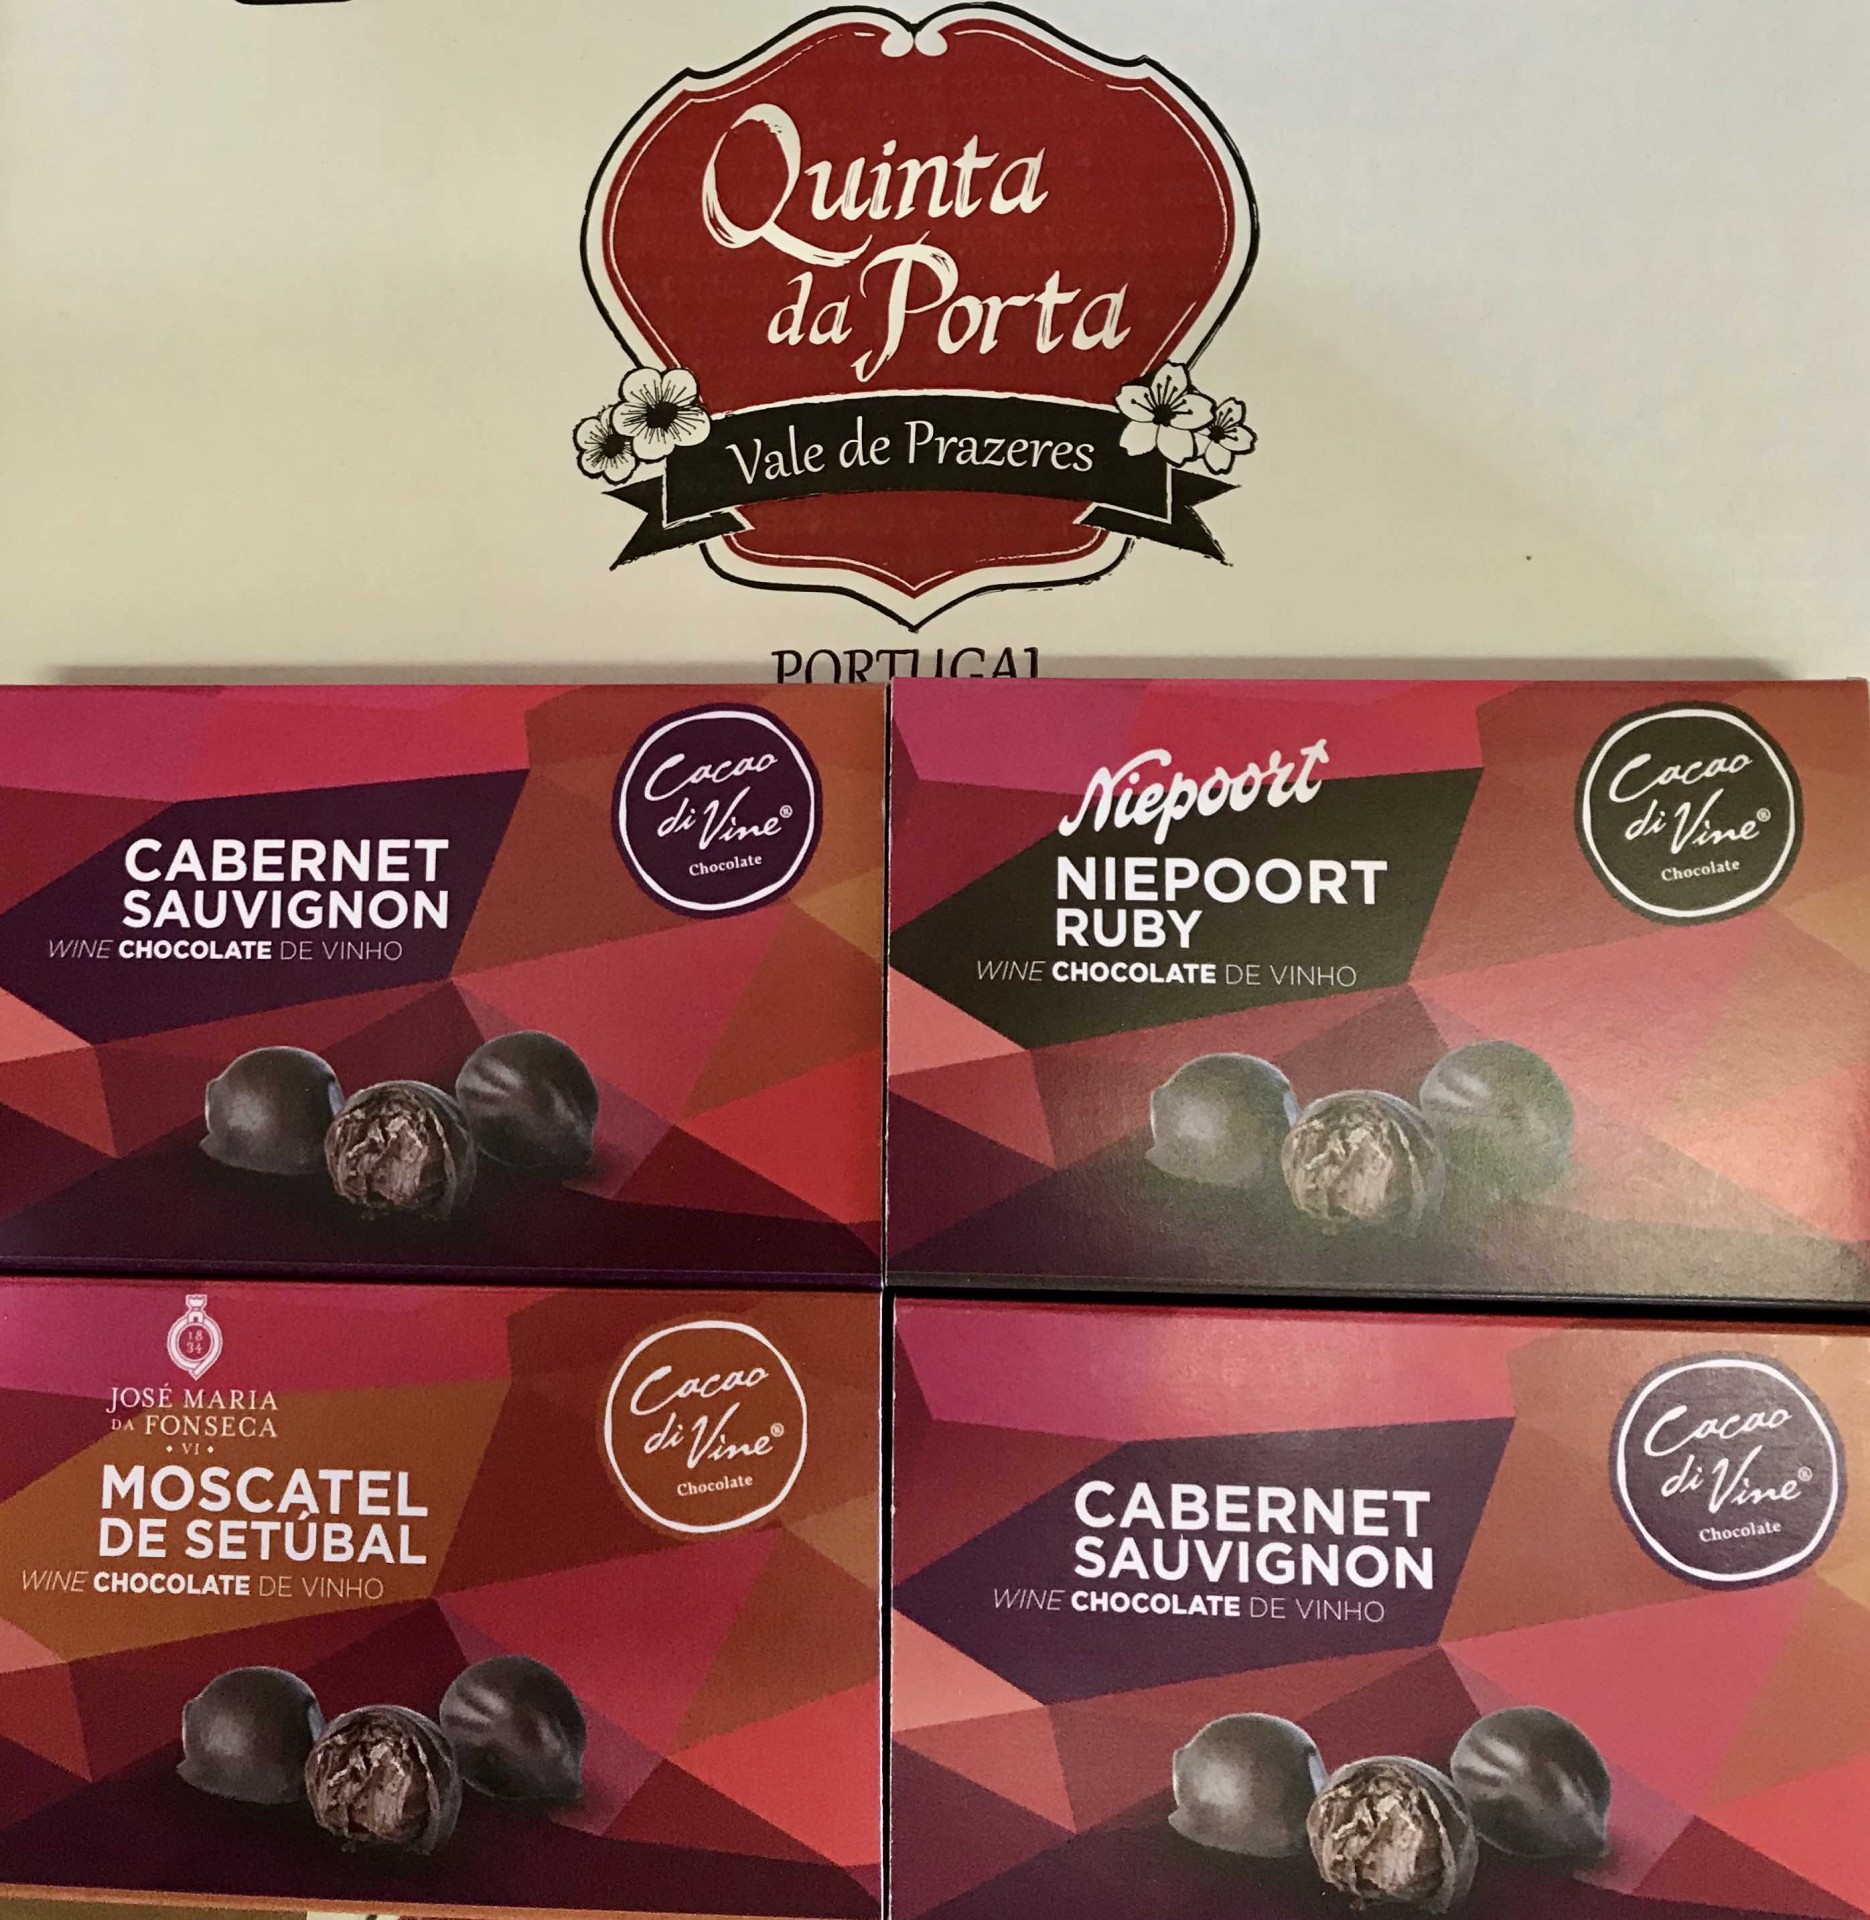 Quinta
da Porta
Vale de Prazeres
PORTUGAL
CABERNET
SAUVIGNON
WINE CHOCOLATE DE VINHO
Cacao
di Vine®
Chocolate
Niepoort
NIEPOORT
RUBY
WINE CHOCOLATE DE VINHO
Cacao
di Vine®
Chocolate
18
34
JOSÉ MARIA
DA FONSECA
• VI •
MOSCATEL
DE SETÚBAL
WINE CHOCOLATE DE VINHO
Cacao
di Vine®
Chocolate
CABERNET
SAUVIGNON
WINE CHOCOLATE DE VINHO
Cacao
di Vine®
Chocolate